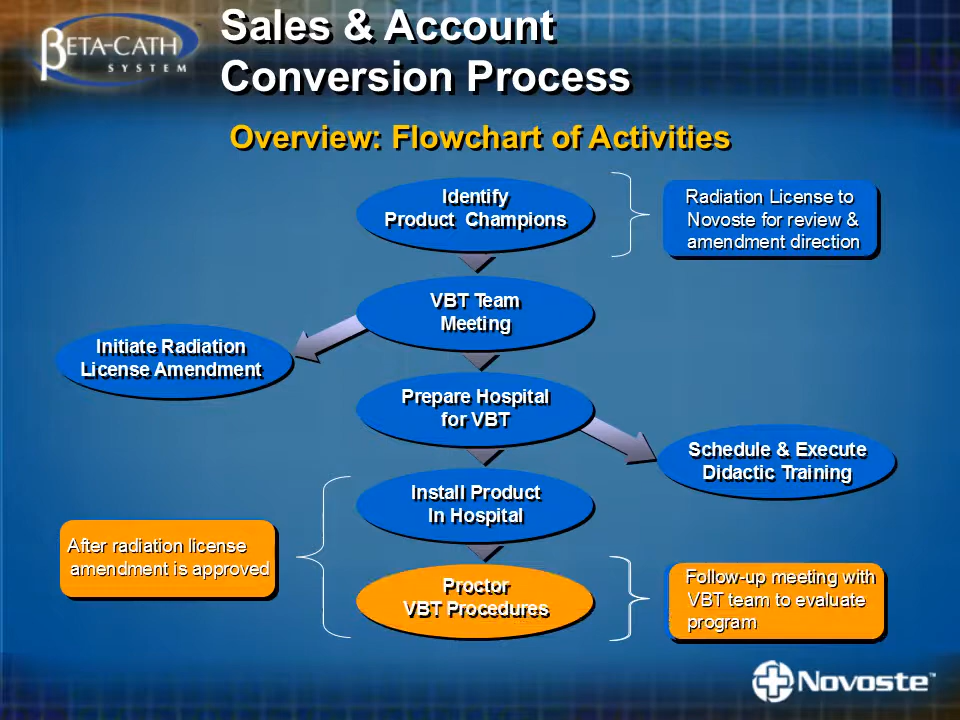 βETA-CATH
SYSTEM
Sales & Account
Conversion Process
Overview: Flowchart of Activities
Identify
Product Champions
Radiation License to
Novoste for review &
amendment direction
VBT Team
Meeting
Initiate Radiation
License Amendment
Prepare Hospital
for VBT
Schedule & Execute
Didactic Training
Install Product
In Hospital
After radiation license
amendment is approved
Proctor
VBT Procedures
Follow-up meeting with
VBT team to evaluate
program
Novoste™